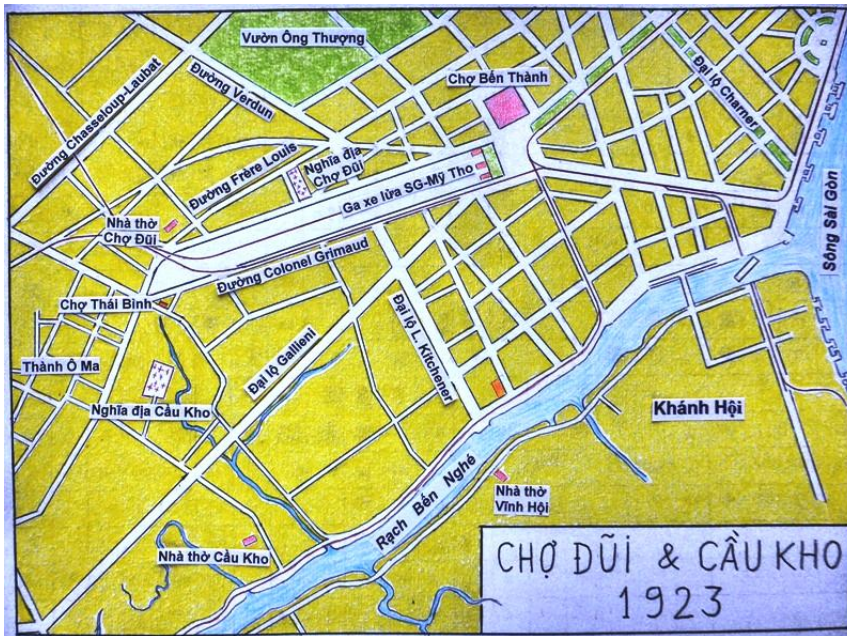 Vườn Ông Thượng
Đường Verdun
Đường Chasseloup-Laubat
Chợ Bến Thành
Đại lộ Charner
Đường Frère Louis
Nghĩa địa
Chợ Đũi
Ga xe lửa SG-Mỹ Tho
Nhà thờ
Chợ Đũi
Đường Colonel Grimaud
Sông Sài Gòn
Chợ Thái Bình
Đại lộ L. Kitchener
Đại lộ Gallieni
Thành Ô Ma
Nghĩa địa Cầu Kho
Khánh Hội
Rạch Bến Nghé
Nhà thờ
Vĩnh Hội
Nhà thờ Cầu Kho
CHỢ ĐŨI & CẦU KHO
1923